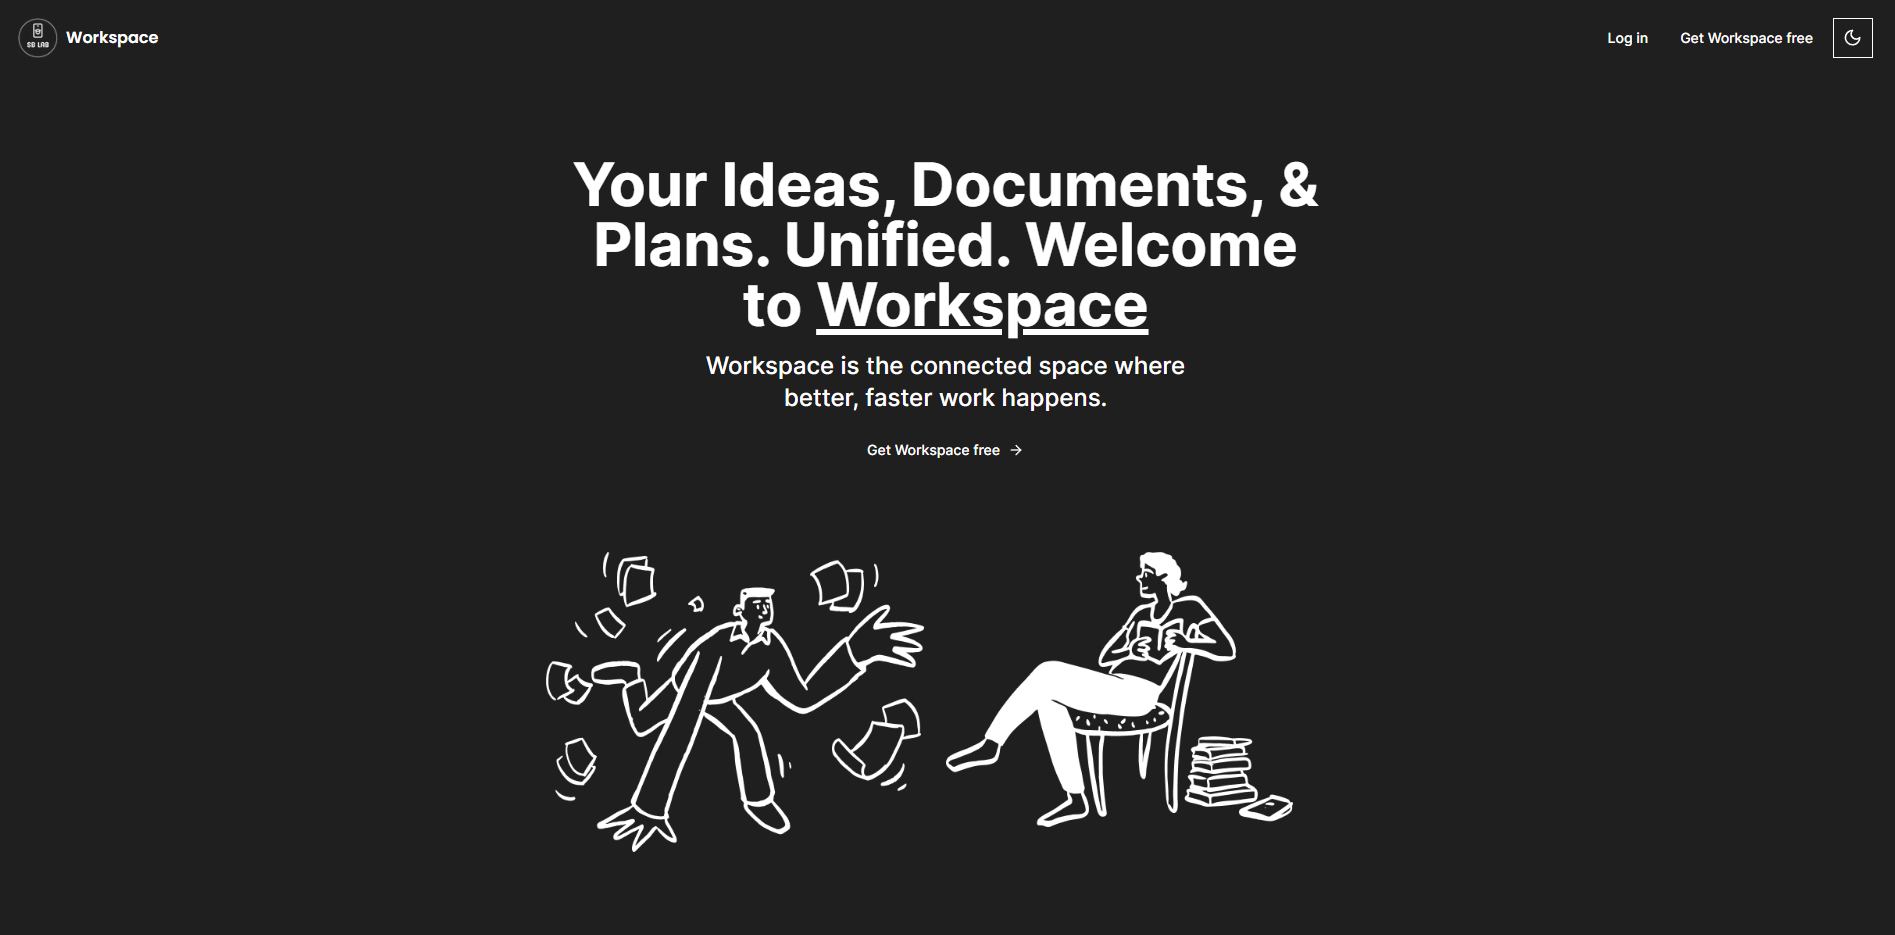 SB LAB
Workspace
Log in
Get Workspace free
Your Ideas, Documents, &
Plans. Unified. Welcome
to Workspace
Workspace is the connected space where
better, faster work happens.
Get Workspace free